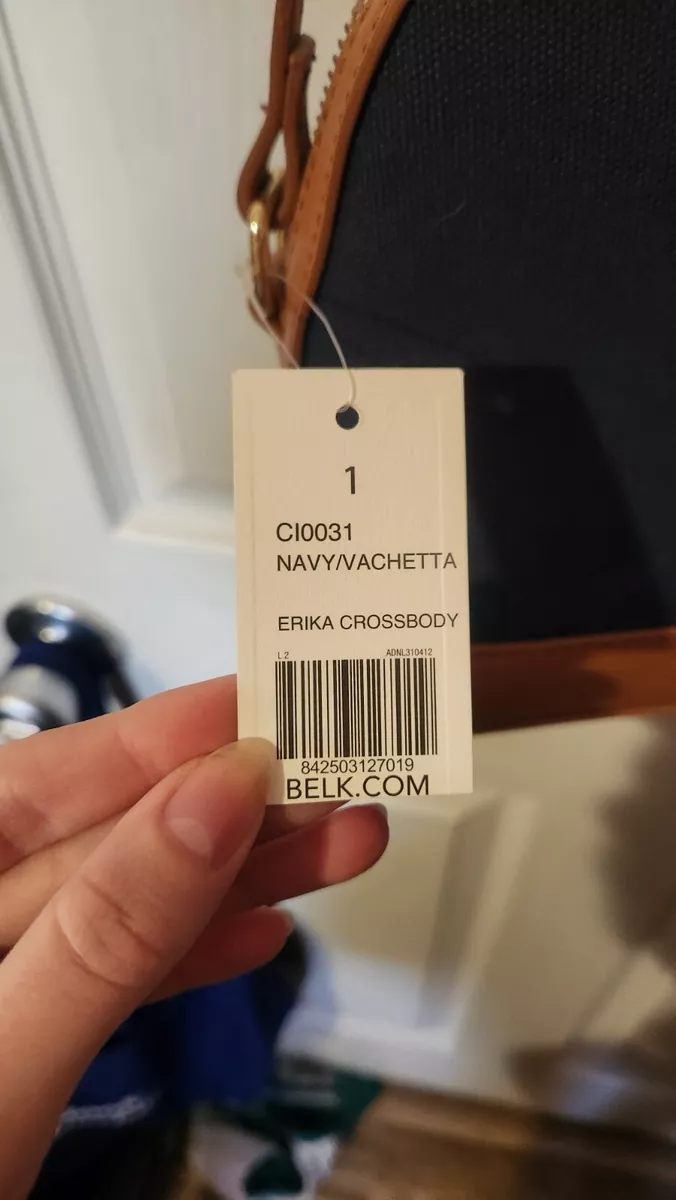 1
CI0031
NAVY/VACHETTA
ERIKA CROSSBODY
L 2 ADNL310412
842503127019
BELK.COM